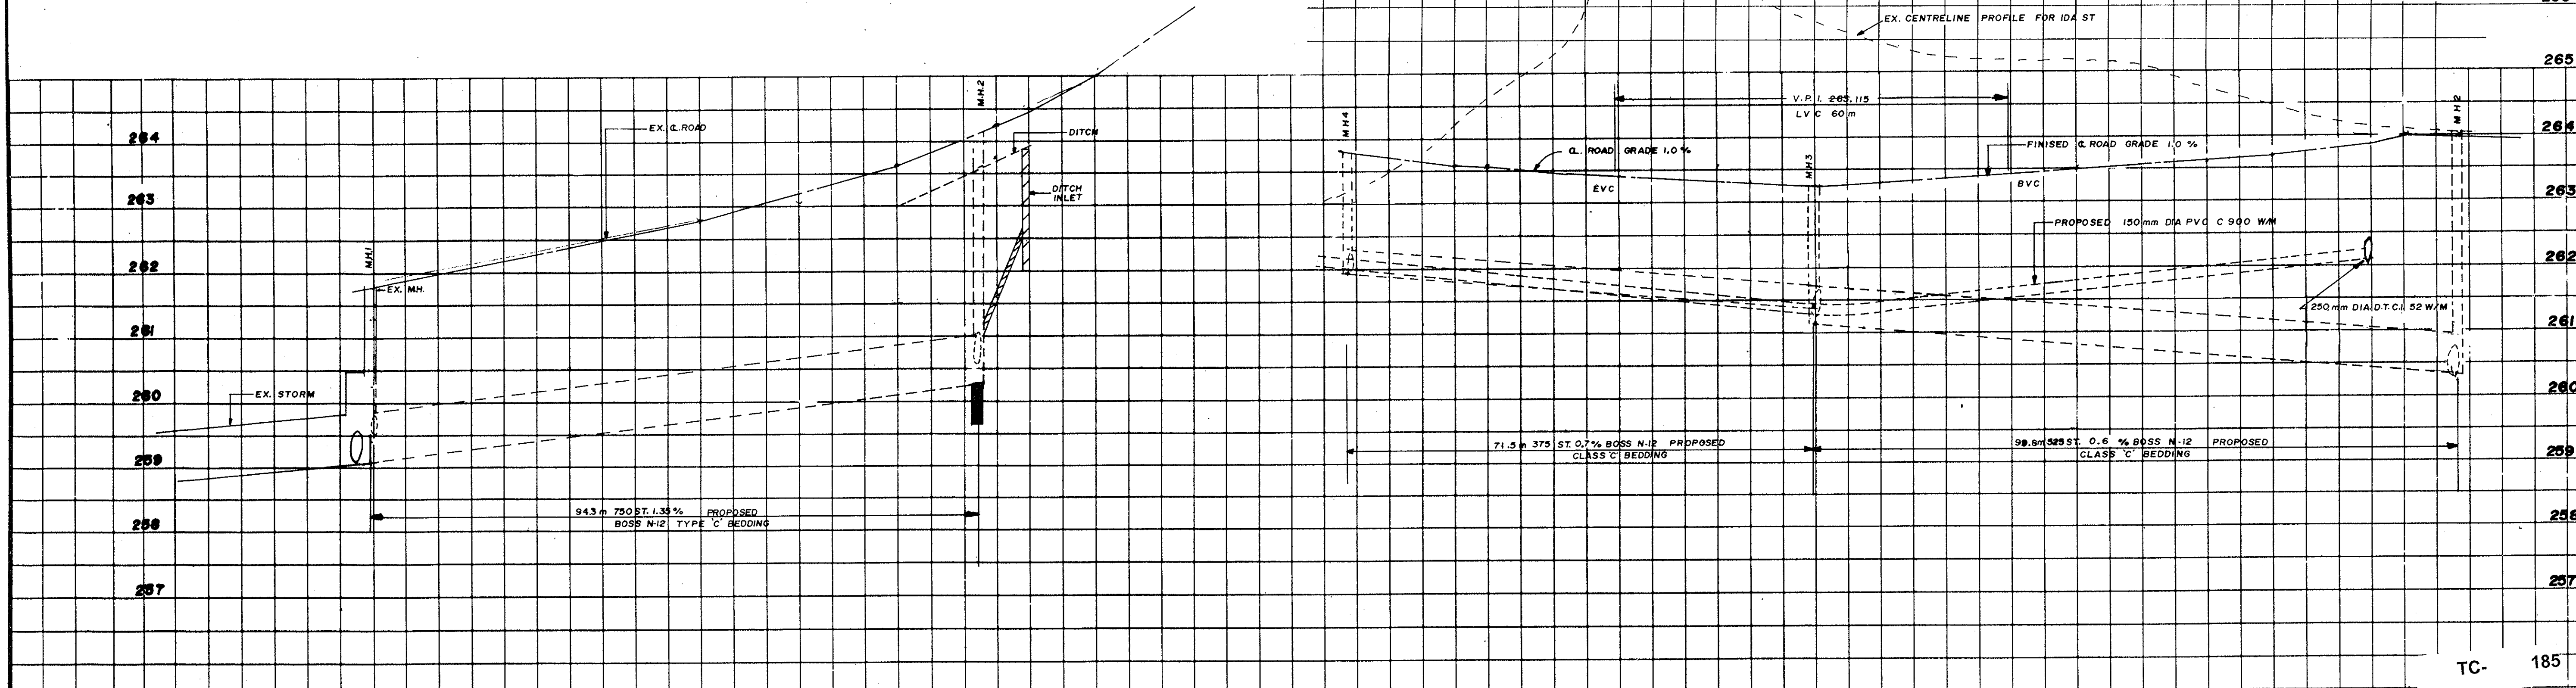 EX. CENTRELINE PROFILE FOR IDA ST
265
M.H.2
V.P.I. 263.115
LVC 60 m
M H 2
264
EX. ℄ ROAD
DITCH
M H 4
℄ ROAD GRADE 1.0 %
M H 3
FINISED ℄ ROAD GRADE 1.0 %
264
263
DITCH
INLET
EVC
BVC
263
M.H.1
PROPOSED 150 mm DIA PVC C 900 W/M
262
EX. MH.
262
261
250 mm DIA D.T.C.I. 52 W/M
261
260
EX. STORM
260
259
71.5 m 375 ST. 0.7% BOSS N-12 PROPOSED
CLASS 'C' BEDDING
99.8m 525 ST. 0.6 % BOSS N-12 PROPOSED
CLASS 'C' BEDDING
259
258
94.3 m 750 ST. 1.35% PROPOSED
BOSS N-12 TYPE 'C' BEDDING
258
257
257
TC- 185